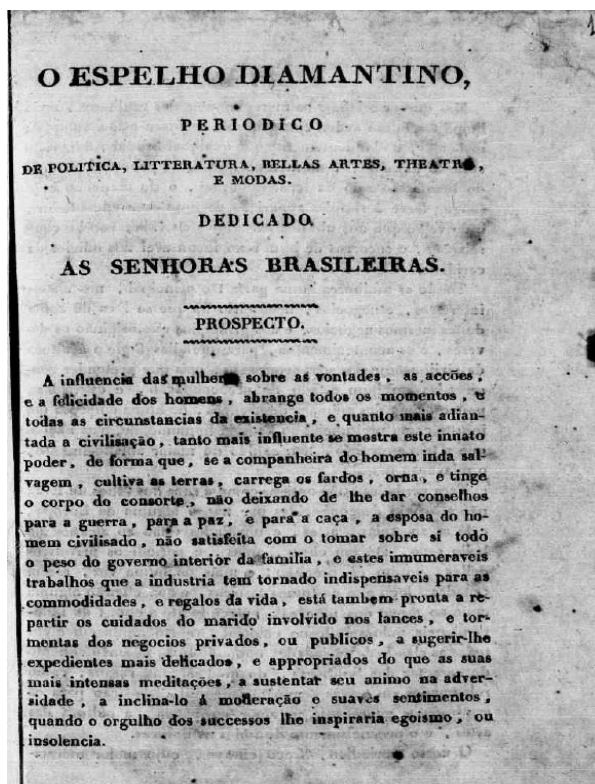 O ESPELHO DIAMANTINO,
PERIODICO
DE POLITICA, LITTERATURA, BELLAS ARTES, THEATRO,
E MODAS.
DEDICADO
AS SENHORAS BRASILEIRAS.
PROSPECTO.
A influencia das mulheres sobre as vontades, as acções,
e a felicidade dos homens, abrange todos os momentos, e
todas as circunstancias da existencia, e quanto mais adian-
tada a civilisação, tanto mais influente se mostra este innato
poder, de forma que, se a companheira do homem inda sal-
vagem, cultiva as terras, carrega os fardos, orna, e tinge
o corpo do consorte, não deixando de lhe dar conselhos
para a guerra, para a paz, e para a caça, a esposa do ho-
mem civilisado, não satisfeita com o tomar sobre si todo
o peso do governo interior da familia, e estes innumeraveis
trabalhos que a industria tem tornado indispensaveis para as
commodidades, e regalos da vida, está tambem pronta a re-
partir os cuidados do marido involvido nos lances, e tor-
mentas dos negocios privados, ou publicos, a sugerir-lhe
expedientes mais delicados, e appropriados do que as suas
mais intensas meditações, a sustentar seu animo na adver-
sidade, a inclina-lo á moderação e suaves sentimentos,
quando o orgulho dos successos lhe inspiraria egoismo, ou
insolencia.